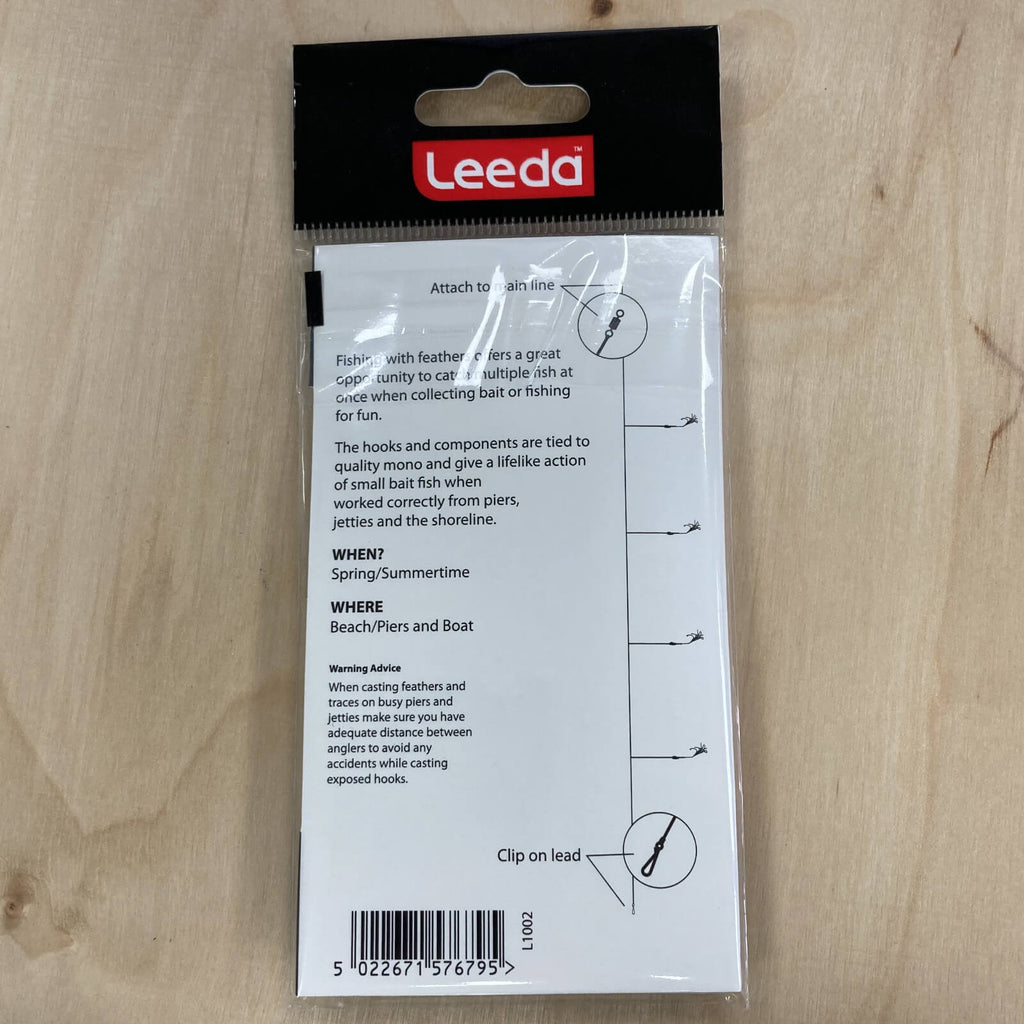 Leeda™
Attach to main line
Fishing with feathers offers a great
opportunity to catch multiple fish at
once when collecting bait or fishing
for fun.
The hooks and components are tied to
quality mono and give a lifelike action
of small bait fish when
worked correctly from piers,
jetties and the shoreline.
WHEN?
Spring/Summertime
WHERE
Beach/Piers and Boat
Warning Advice
When casting feathers and
traces on busy piers and
jetties make sure you have
adequate distance between
anglers to avoid any
accidents while casting
exposed hooks.
Clip on lead
L1002
5 022671 576795 >